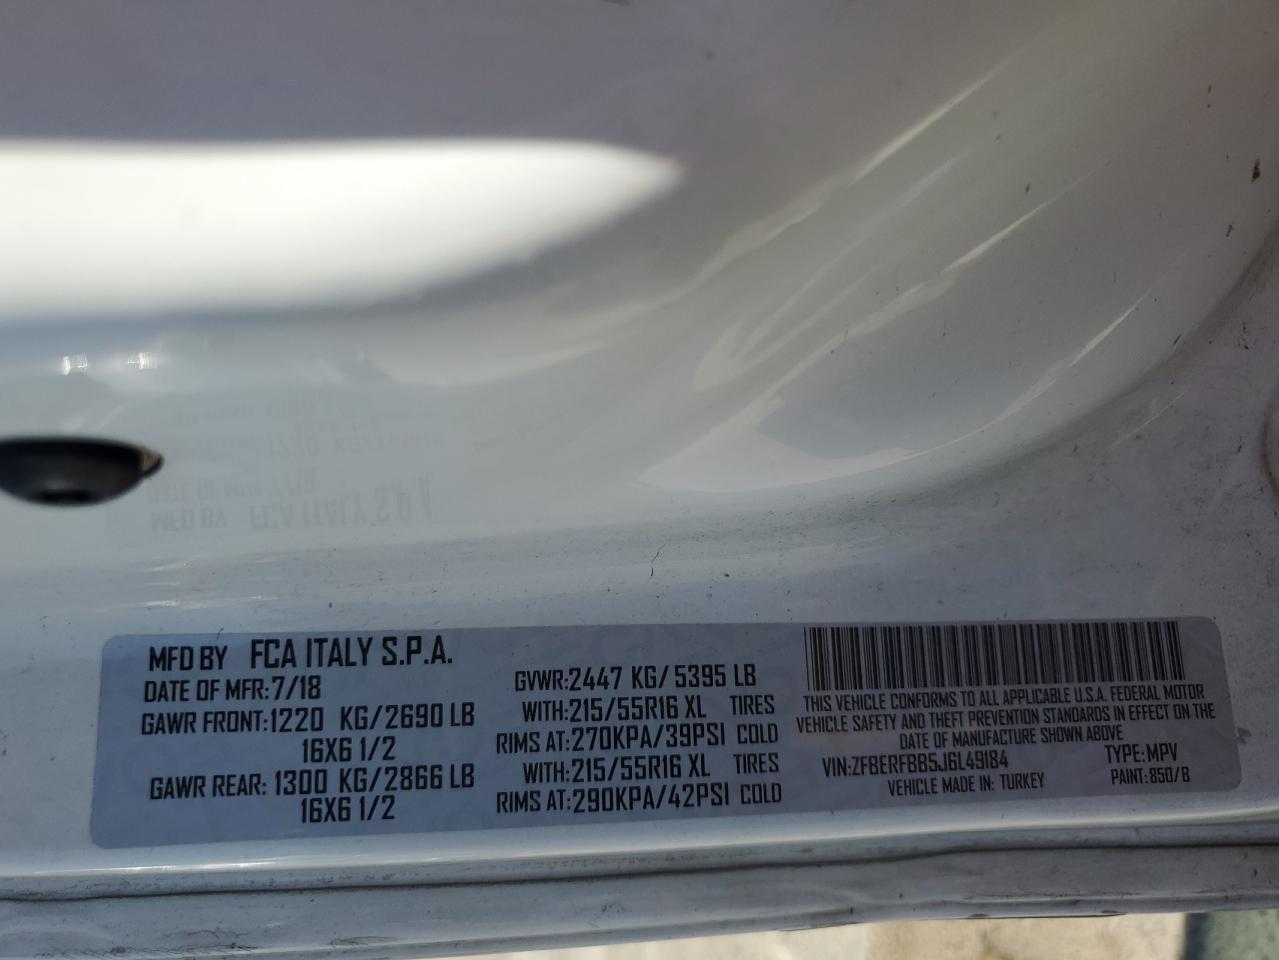 MFD BY FCA ITALY S.P.A.
DATE OF MFR: 7/18
GAWR FRONT: 1220 KG/2690 LB
16X6 1/2
GAWR REAR: 1300 KG/2866 LB
16X6 1/2
GVWR: 2447 KG/5395 LB
WITH: 215/55R16 XL TIRES
RIMS AT: 270KPA/39PSI COLD
WITH: 215/55R16 XL TIRES
RIMS AT: 290KPA/42PSI COLD
THIS VEHICLE CONFORMS TO ALL APPLICABLE U.S.A. FEDERAL MOTOR
VEHICLE SAFETY AND THEFT PREVENTION STANDARDS IN EFFECT ON THE
DATE OF MANUFACTURE SHOWN ABOVE
VIN: ZFBERFBB5J6L49184 TYPE: MPV
VEHICLE MADE IN: TURKEY PAINT: 850/B